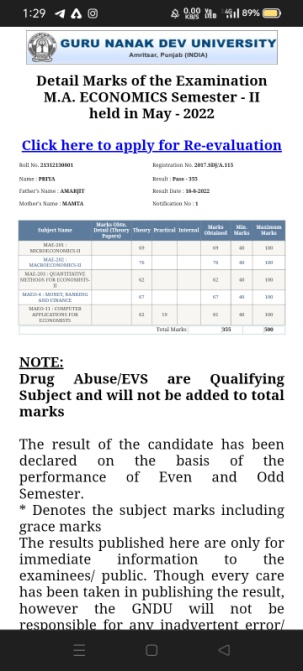 1:29
0.00
KB/S
89%
GURU NANAK DEV UNIVERSITY
Amritsar, Punjab (INDIA)
Detail Marks of the Examination
M.A. ECONOMICS Semester - II
held in May - 2022
Click here to apply for Re-evaluation
Roll No. 21312130001 Registration No. 2017.SDJ/A.115
Name : PRIYA Result : Pass - 355
Father's Name : AMARJIT Result Date : 18-8-2022
Mother's Name : MAMTA Notification No : 1
Subject Name Marks Obtn. Detail (Theory Papers) Theory Practical Internal Marks Obtained Min. Marks Maximum Marks
MAE-201 : MICROECONOMICS-II 69 69 40 100
MAE-202 : MACROECONOMICS-II 76 76 40 100
MAE-203 : QUANTITATIVE METHODS FOR ECONOMISTS-II 62 62 40 100
MAEO-4 : MONEY, BANKING AND FINANCE 67 67 40 100
MAEO-11 : COMPUTER APPLICATIONS FOR ECONOMISTS 62 19 81 40 100
Total Marks 355 500
NOTE:
Drug Abuse/EVS are Qualifying
Subject and will not be added to total
marks
The result of the candidate has been
declared on the basis of the
performance of Even and Odd
Semester.
* Denotes the subject marks including
grace marks
The results published here are only for
immediate information to the
examinees/ public. Though every care
has been taken in publishing the result,
however the GNDU will not be
responsible for any inadvertent error/